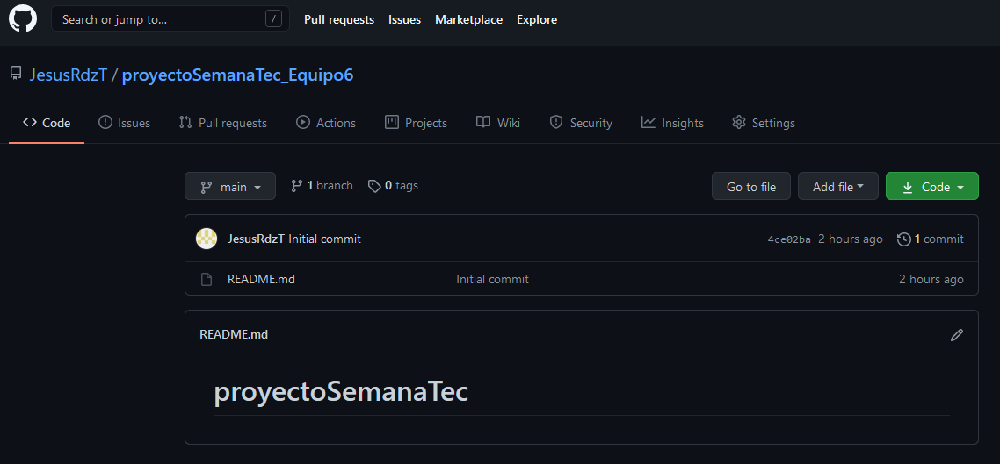 Search or jump to... / Pull requests Issues Marketplace Explore
JesusRdzT / proyectoSemanaTec_Equipo6
Code Issues Pull requests Actions Projects Wiki Security Insights Settings
main 1 branch 0 tags Go to file Add file Code
JesusRdzT Initial commit 4ce02ba 2 hours ago 1 commit
README.md Initial commit 2 hours ago
README.md
proyectoSemanaTec